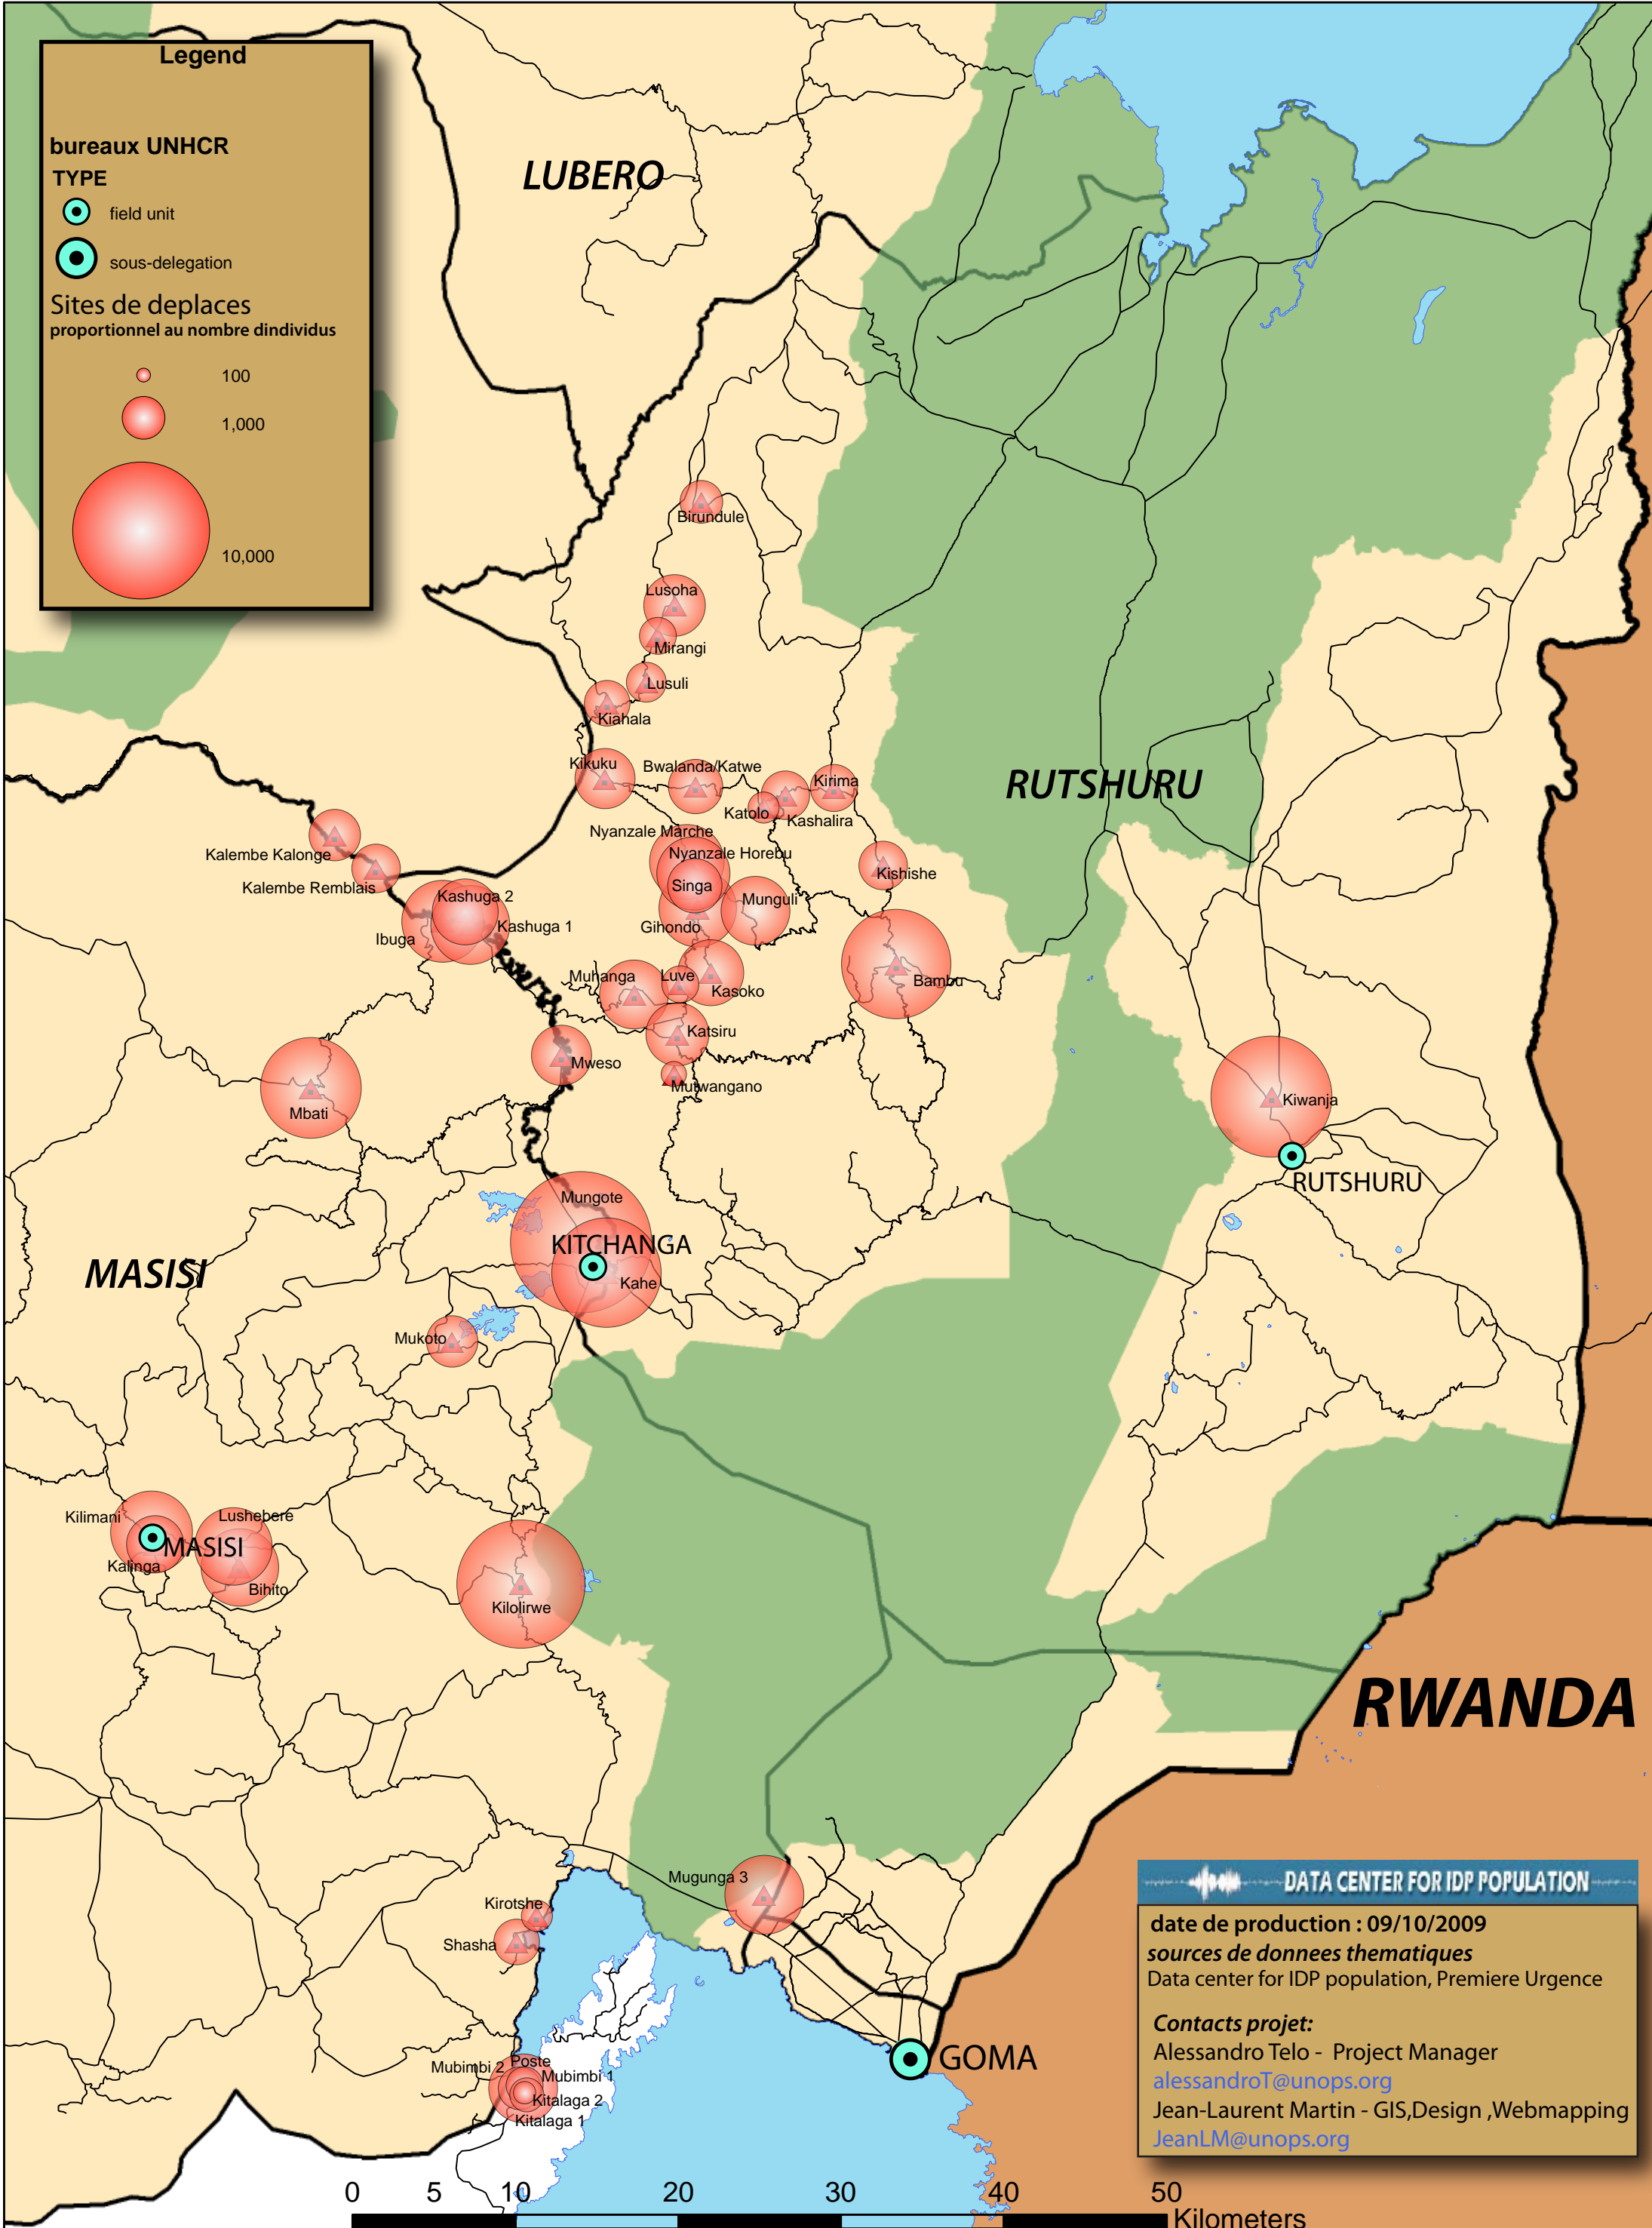 Legend
bureaux UNHCR
TYPE
field unit
sous-delegation
Sites de deplaces
proportionnel au nombre dindividus
100
1,000
10,000
LUBERO
Birundule
Lusoha
Mirangi
Lusuli
Kiahala
Kikuku
Bwalanda/Katwe
Kirima
Katolo
Kashalira
RUTSHURU
Nyanzale Marche
Kalembe Kalonge
Nyanzale Horebu
Kishishe
Kalembe Remblais
Singa
Kashuga 2
Munguli
Kashuga 1
Gihondo
Ibuga
Muhanga
Luve
Kasoko
Bambu
Katsiru
Mweso
Mutwangano
Mbati
Kiwanja
RUTSHURU
Mungote
KITCHANGA
MASISI
Kahe
Mukoto
Kilimani
Lushebere
MASISI
Kalinga
Bihito
Kilolirwe
RWANDA
Mugunga 3
Kirotshe
Shasha
GOMA
Mubimbi 2
Poste
Mubimbi 1
Kitalaga 2
Kitalaga 1
DATA CENTER FOR IDP POPULATION
date de production : 09/10/2009
sources de donnees thematiques
Data center for IDP population, Premiere Urgence
Contacts projet:
Alessandro Telo - Project Manager
alessandroT@unops.org
Jean-Laurent Martin - GIS,Design ,Webmapping
JeanLM@unops.org
0 5 10 20 30 40 50
Kilometers